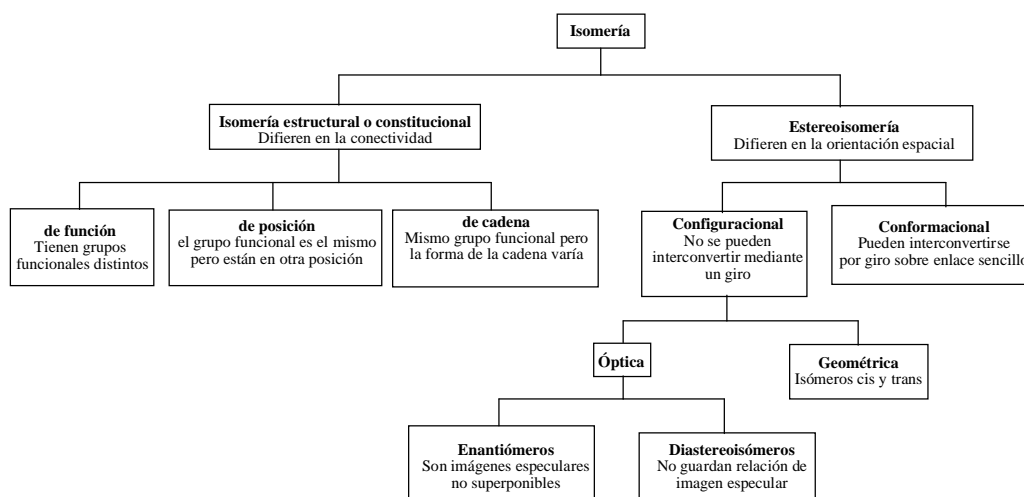 Isomería
Isomería estructural o constitucional
Difieren en la conectividad
Estereoisomería
Difieren en la orientación espacial
de función
Tienen grupos
funcionales distintos
de posición
el grupo funcional es el mismo
pero están en otra posición
de cadena
Mismo grupo funcional pero
la forma de la cadena varía
Configuracional
No se pueden
interconvertir mediante
un giro
Conformacional
Pueden interconvertirse
por giro sobre enlace sencillo
Óptica
Geométrica
Isómeros cis y trans
Enantiómeros
Son imágenes especulares
no superponibles
Diastereoisómeros
No guardan relación de
imagen especular